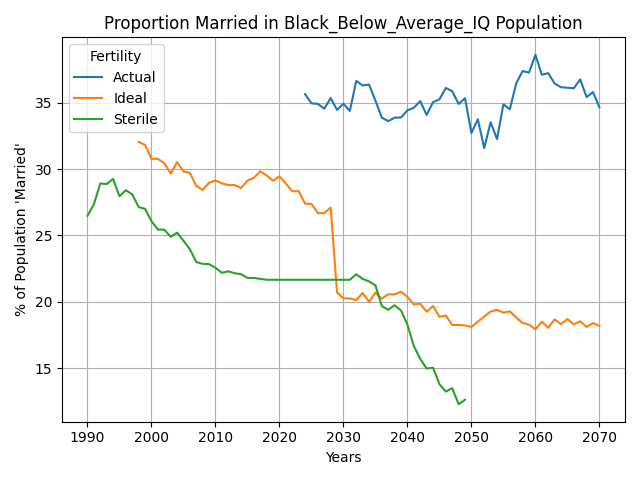 Proportion Married in Black_Below_Average_IQ Population
Fertility
Actual
Ideal
Sterile
% of Population 'Married'
35
30
25
20
15
1990 2000 2010 2020 2030 2040 2050 2060 2070
Years